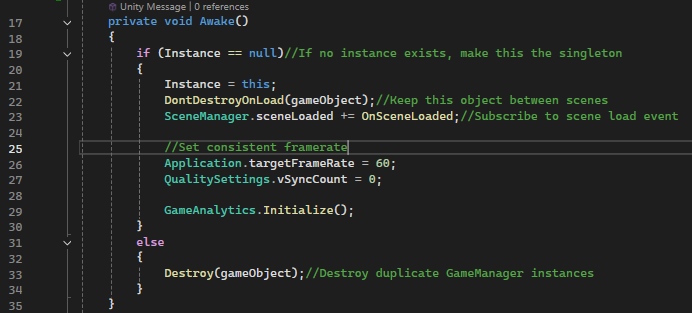 Unity Message | 0 references
17 private void Awake()
18 {
19 if (Instance == null)//If no instance exists, make this the singleton
20 {
21 Instance = this;
22 DontDestroyOnLoad(gameObject);//Keep this object between scenes
23 SceneManager.sceneLoaded += OnSceneLoaded;//Subscribe to scene load event
24
25 //Set consistent framerate
26 Application.targetFrameRate = 60;
27 QualitySettings.vSyncCount = 0;
28
29 GameAnalytics.Initialize();
30 }
31 else
32 {
33 Destroy(gameObject);//Destroy duplicate GameManager instances
34 }
35 }